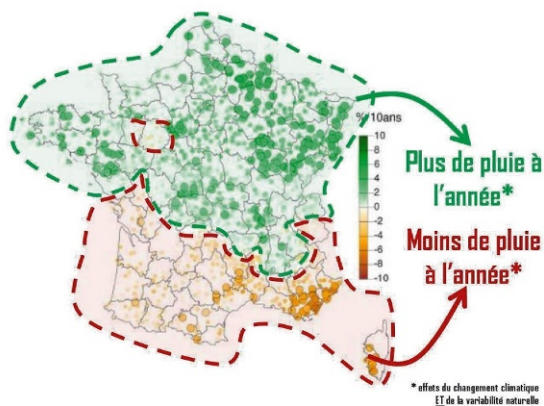 % 10ans
10
8
6
4
2
0
-2
-4
-6
-8
-10
Plus de pluie à
l'année*
Moins de pluie
à l'année*
* effets du changement climatique
ET de la variabilité naturelle